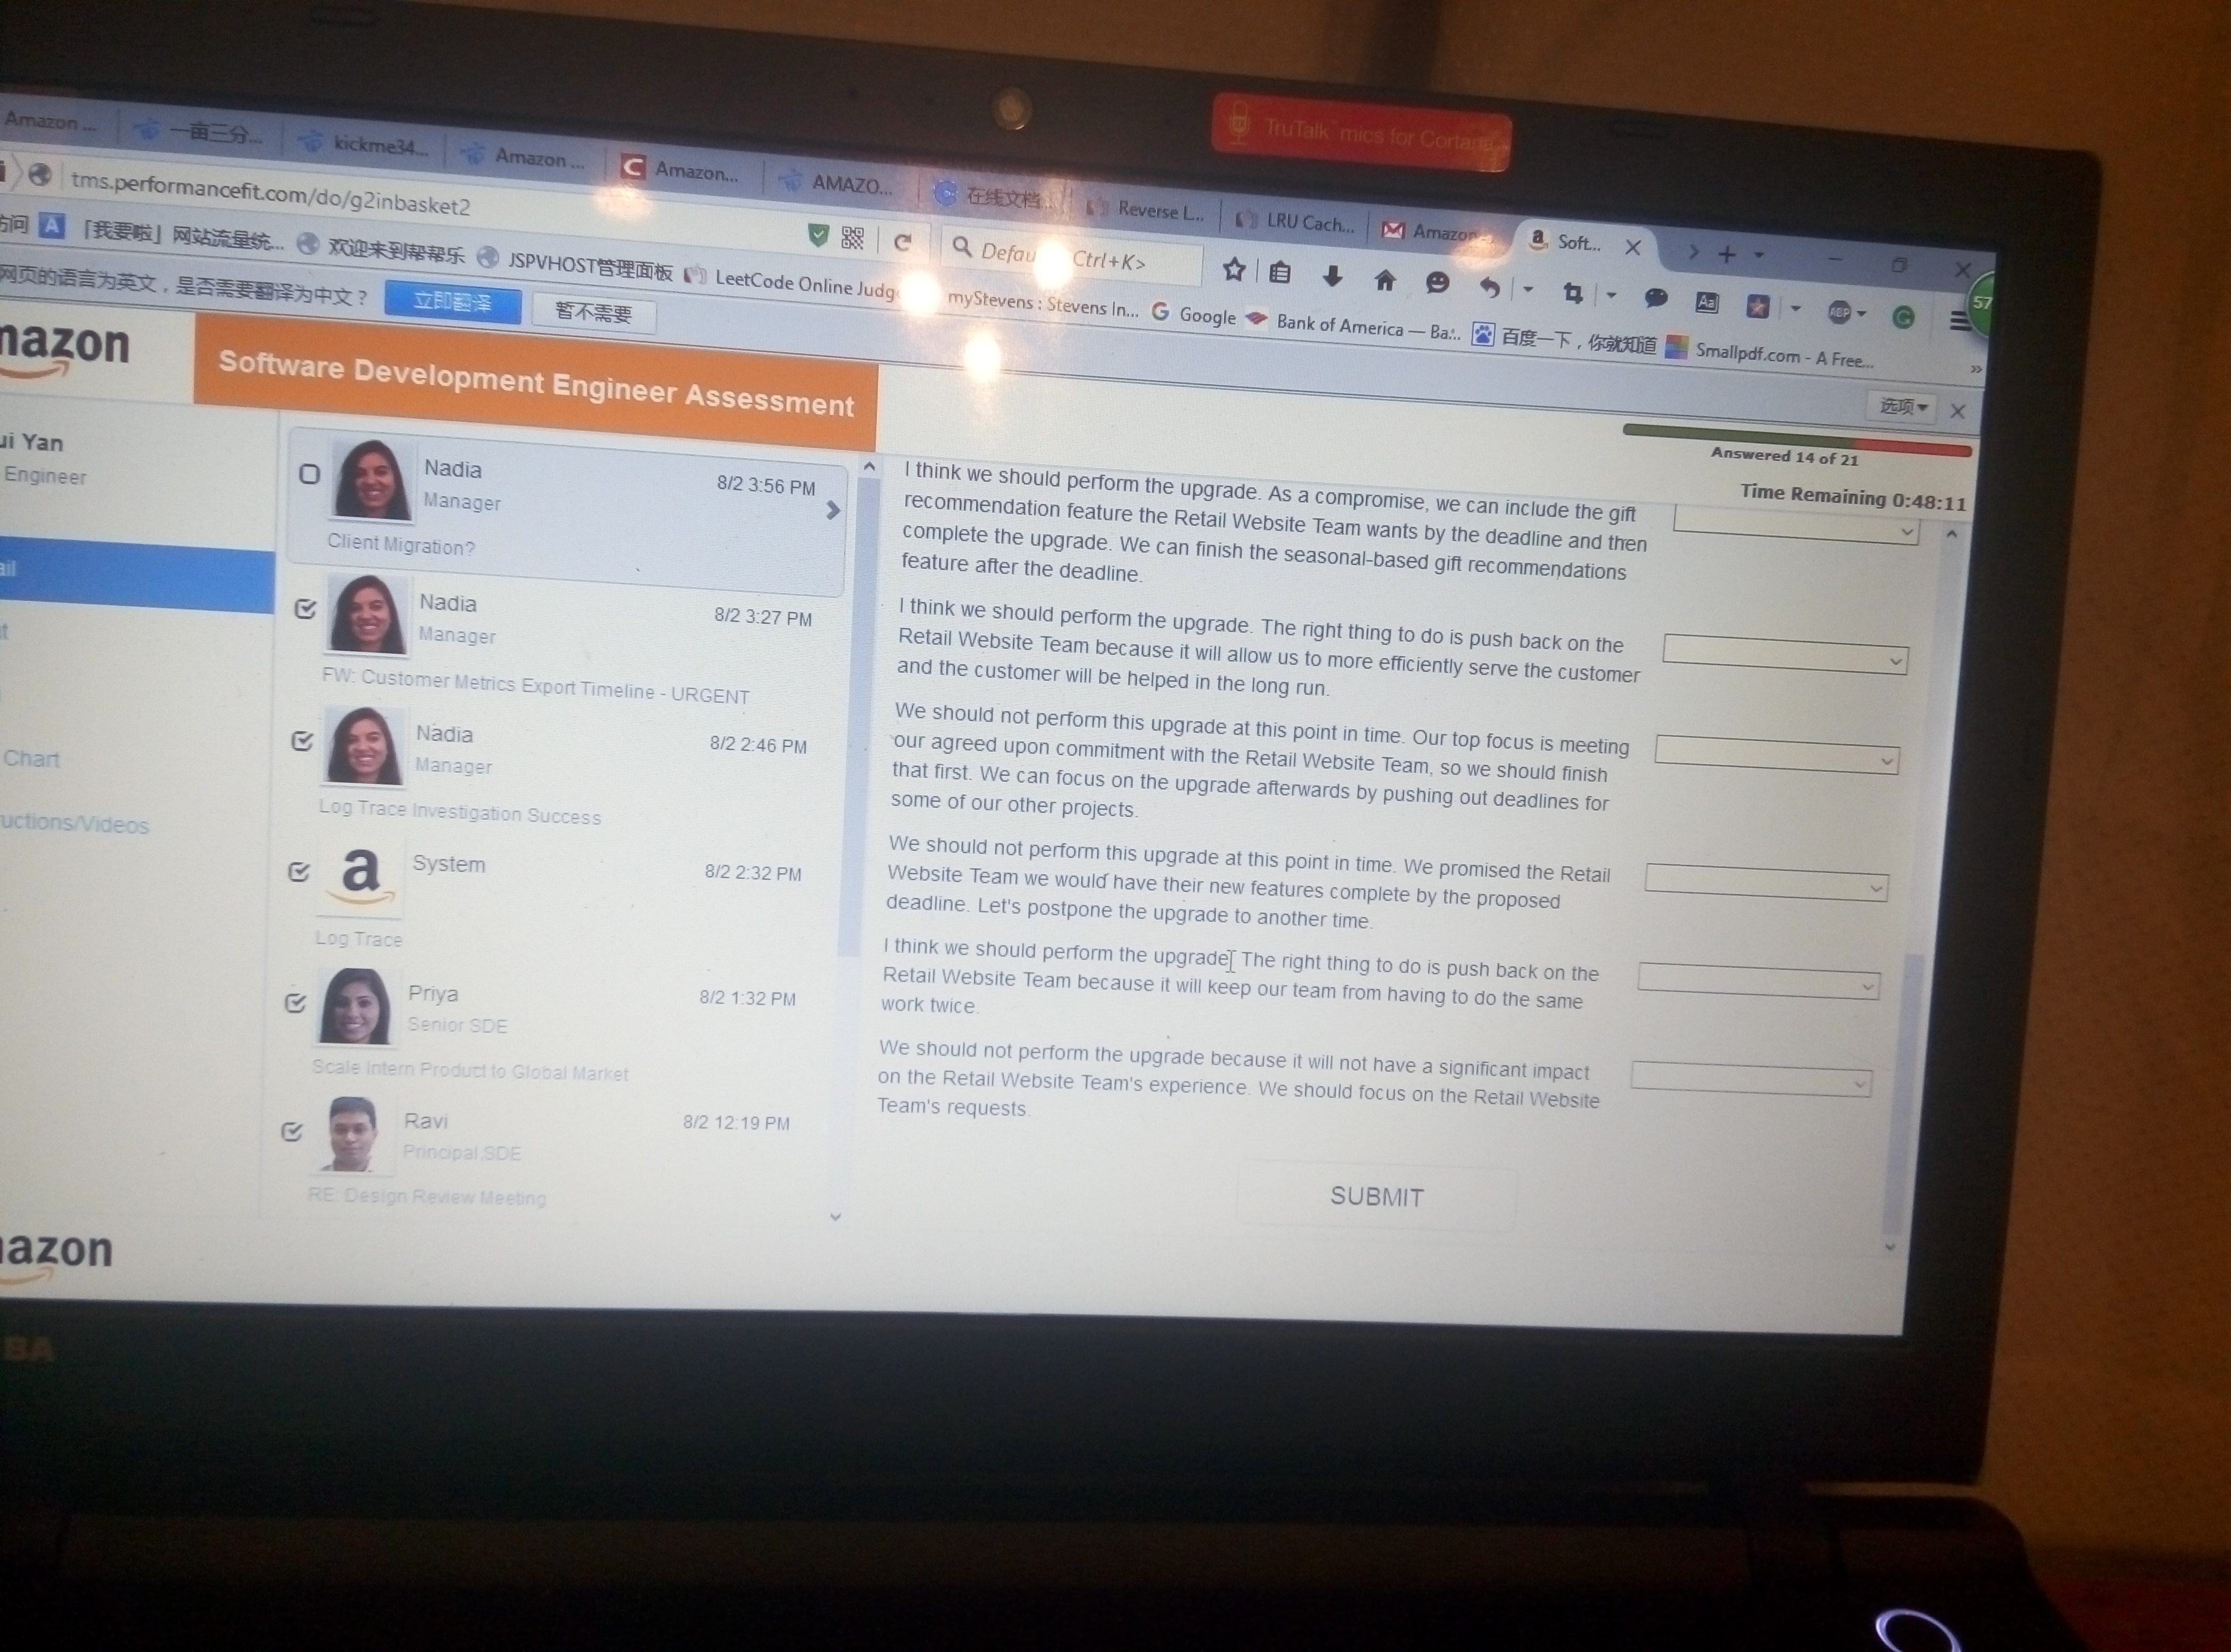 TruTalk mics for Cortana
Amazon ...
一亩三分...
kickme34...
Amazon ...
Amazon...
AMAZO...
在线文档...
Reverse L...
LRU Cach...
Amazon
Soft...
tms.performancefit.com/do/g2inbasket2
Ctrl+K>
57
访问
「我要啦」网站流量统...
欢迎来到帮帮乐
JSPVHOST管理面板
LeetCode Online Judg
myStevens : Stevens In...
Google
Bank of America — Ba...
百度一下，你就知道
Smallpdf.com - A Free...
网页的语言为英文，是否需要翻译为中文？
立即翻译
暂不需要
选项
mazon
Software Development Engineer Assessment
Answered 14 of 21
Time Remaining 0:48:11
ui Yan
Engineer
ail
t
Chart
uctions/Videos
Nadia
8/2 3:56 PM
Manager
Client Migration?
Nadia
8/2 3:27 PM
Manager
FW: Customer Metrics Export Timeline - URGENT
Nadia
8/2 2:46 PM
Manager
Log Trace Investigation Success
System
8/2 2:32 PM
Log Trace
Priya
8/2 1:32 PM
Senior SDE
Scale Intern Product to Global Market
Ravi
8/2 12:19 PM
Principal SDE
RE: Design Review Meeting
I think we should perform the upgrade. As a compromise, we can include the gift
recommendation feature the Retail Website Team wants by the deadline and then
complete the upgrade. We can finish the seasonal-based gift recommendations
feature after the deadline.
I think we should perform the upgrade. The right thing to do is push back on the
Retail Website Team because it will allow us to more efficiently serve the customer
and the customer will be helped in the long run.
We should not perform this upgrade at this point in time. Our top focus is meeting
our agreed upon commitment with the Retail Website Team, so we should finish
that first. We can focus on the upgrade afterwards by pushing out deadlines for
some of our other projects.
We should not perform this upgrade at this point in time. We promised the Retail
Website Team we would have their new features complete by the proposed
deadline. Let's postpone the upgrade to another time.
I think we should perform the upgrade. The right thing to do is push back on the
Retail Website Team because it will keep our team from having to do the same
work twice.
We should not perform the upgrade because it will not have a significant impact
on the Retail Website Team's experience. We should focus on the Retail Website
Team's requests.
SUBMIT
azon
BA